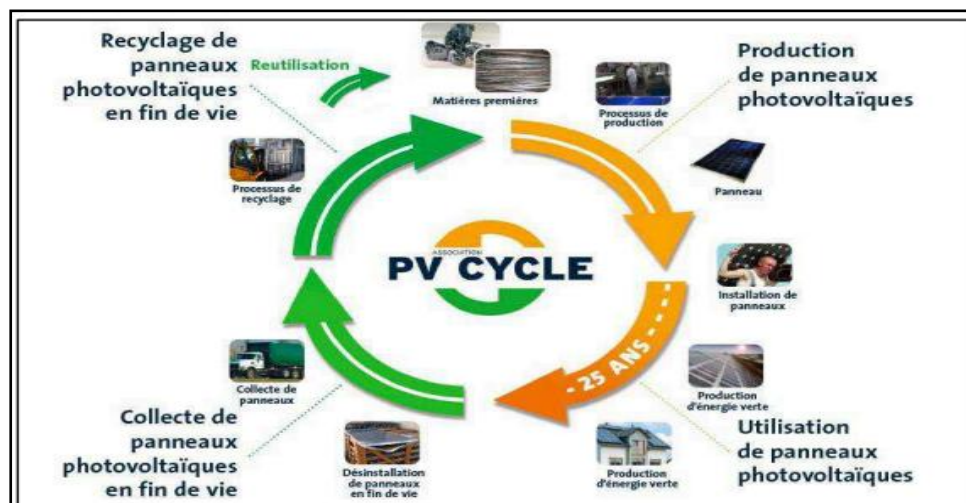 Recyclage de
panneaux
photovoltaïques
en fin de vie
Reutilisation
Matières premières
Processus
de production
Production
de panneaux
photovoltaïques
Panneau
Processus de
recyclage
ASSOCIATION
PV CYCLE
Installation de
panneaux
25 ANS
Production
d'énergie verte
Utilisation
de panneaux
photovoltaïques
Production
d'énergie verte
Désinstallation
de panneaux
en fin de vie
Collecte de
panneaux
Collecte de
panneaux
photovoltaïques
en fin de vie